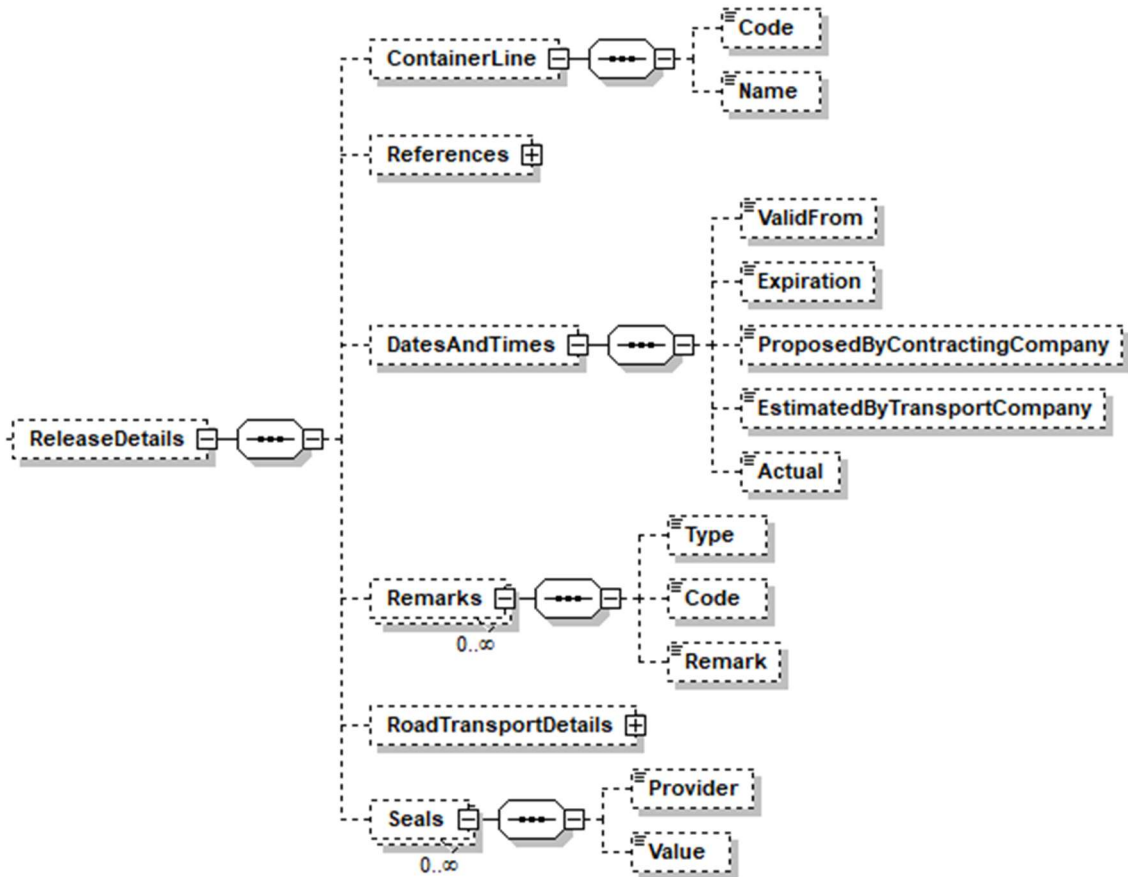 ContainerLine
Code
Name
References
DatesAndTimes
ValidFrom
Expiration
ProposedByContractingCompany
EstimatedByTransportCompany
Actual
ReleaseDetails
Remarks
0..∞
Type
Code
Remark
RoadTransportDetails
Seals
0..∞
Provider
Value